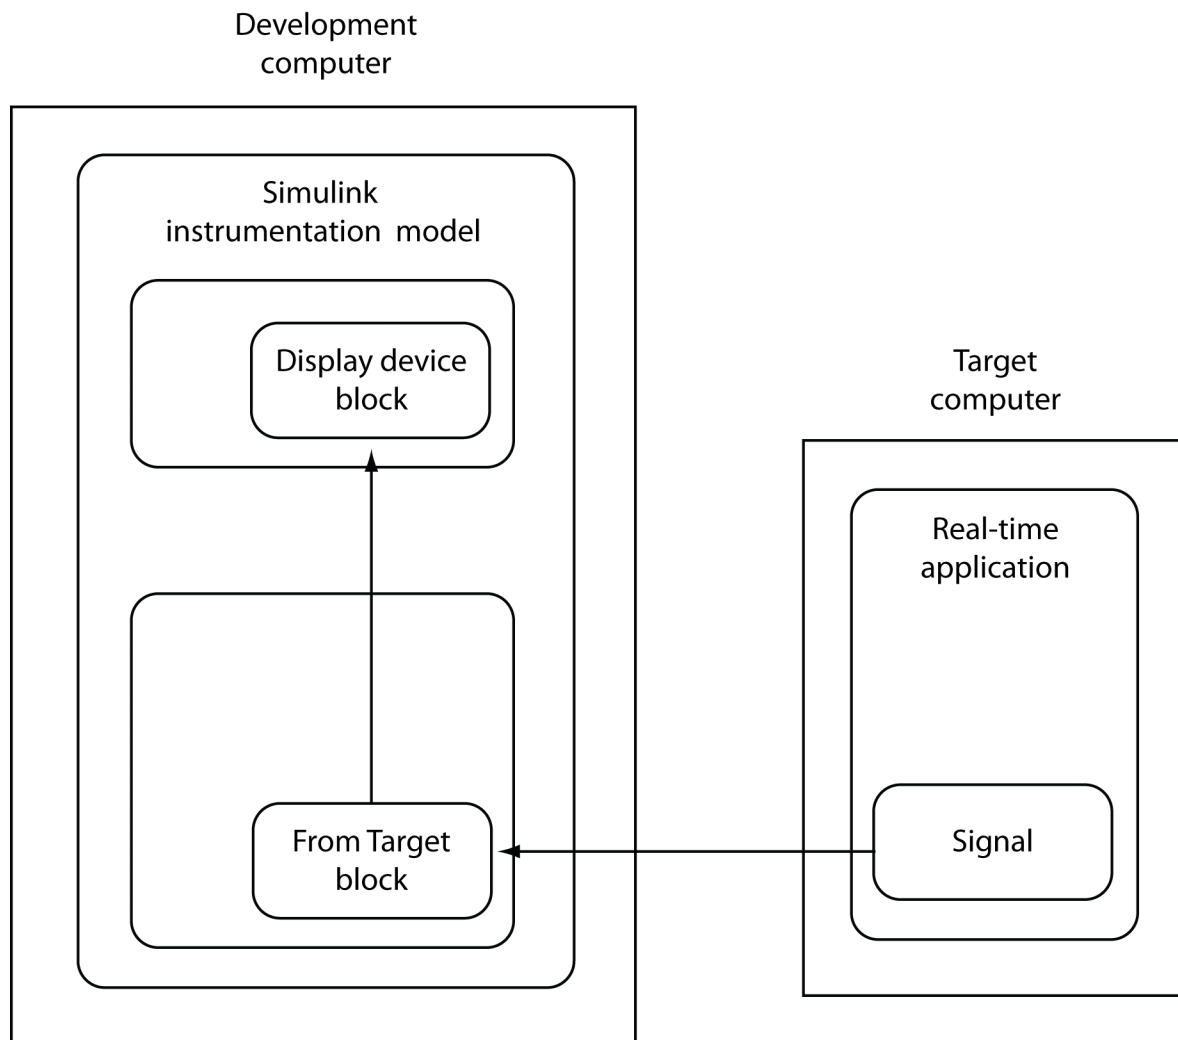 Development
computer
Simulink
instrumentation model
Display device
block
Target
computer
Real-time
application
From Target
block
Signal